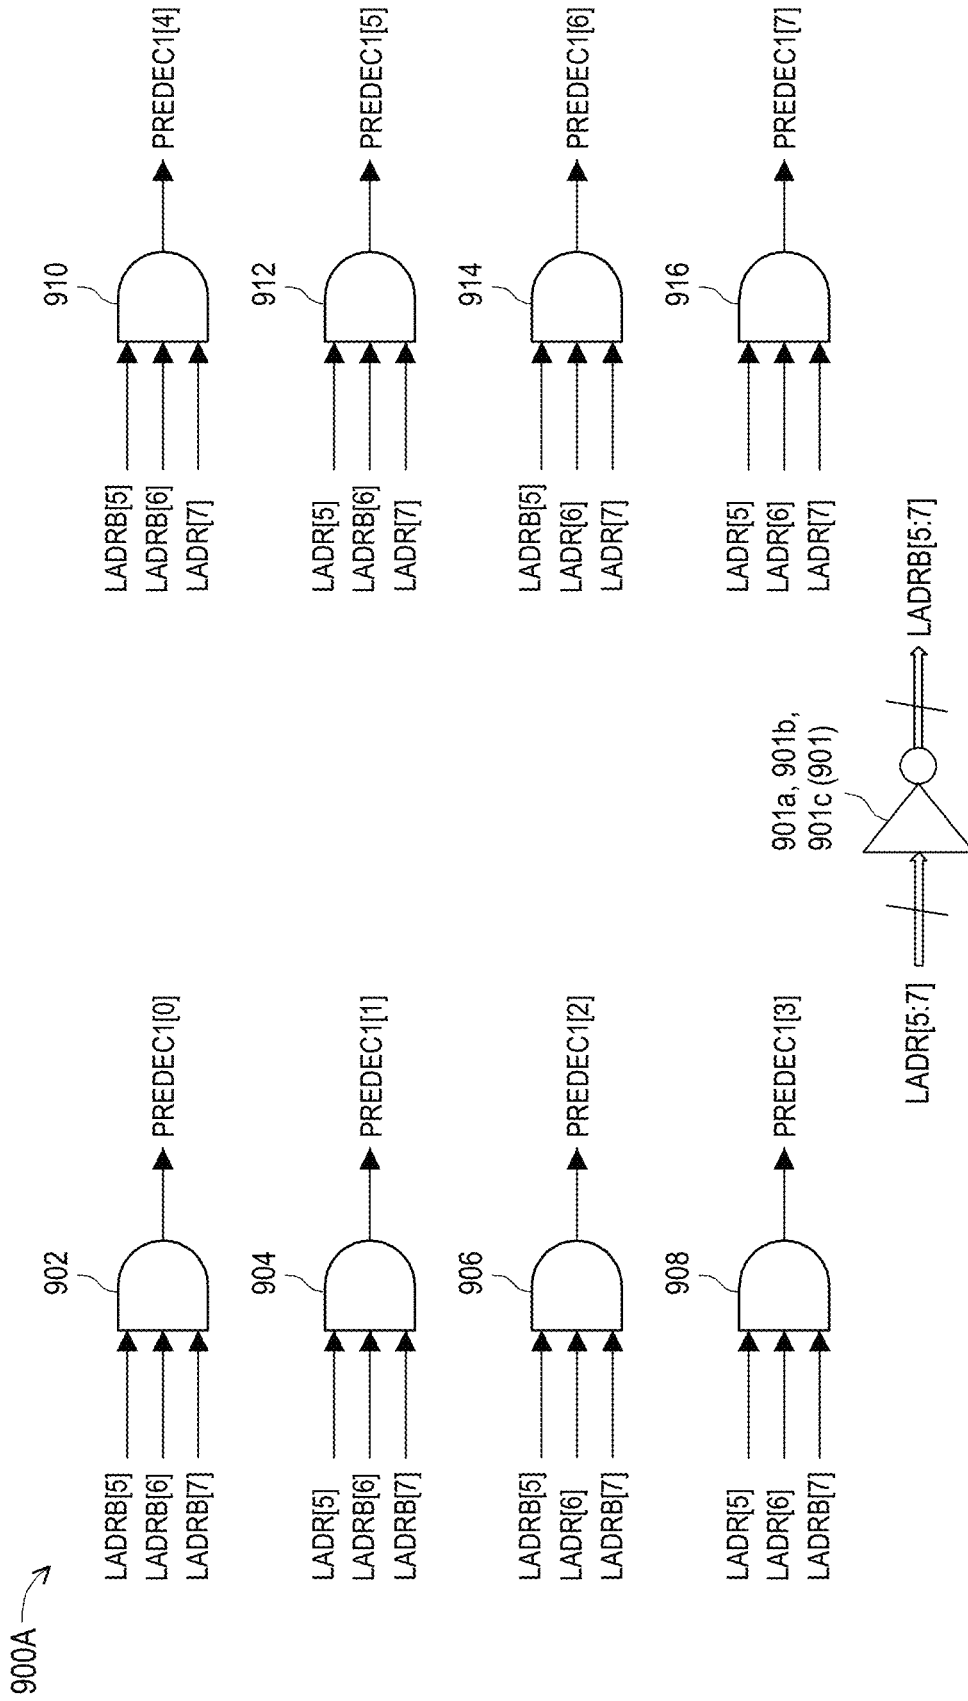 900A
902
LADRB[5]
LADRB[6]
LADRB[7]
PREDEC1[0]
904
LADR[5]
LADRB[6]
LADRB[7]
PREDEC1[1]
906
LADRB[5]
LADR[6]
LADRB[7]
PREDEC1[2]
908
LADR[5]
LADR[6]
LADRB[7]
PREDEC1[3]
910
LADRB[5]
LADRB[6]
LADR[7]
PREDEC1[4]
912
LADR[5]
LADRB[6]
LADR[7]
PREDEC1[5]
914
LADRB[5]
LADR[6]
LADR[7]
PREDEC1[6]
916
LADR[5]
LADR[6]
LADR[7]
PREDEC1[7]
901a, 901b,
901c (901)
LADR[5:7]
LADRB[5:7]